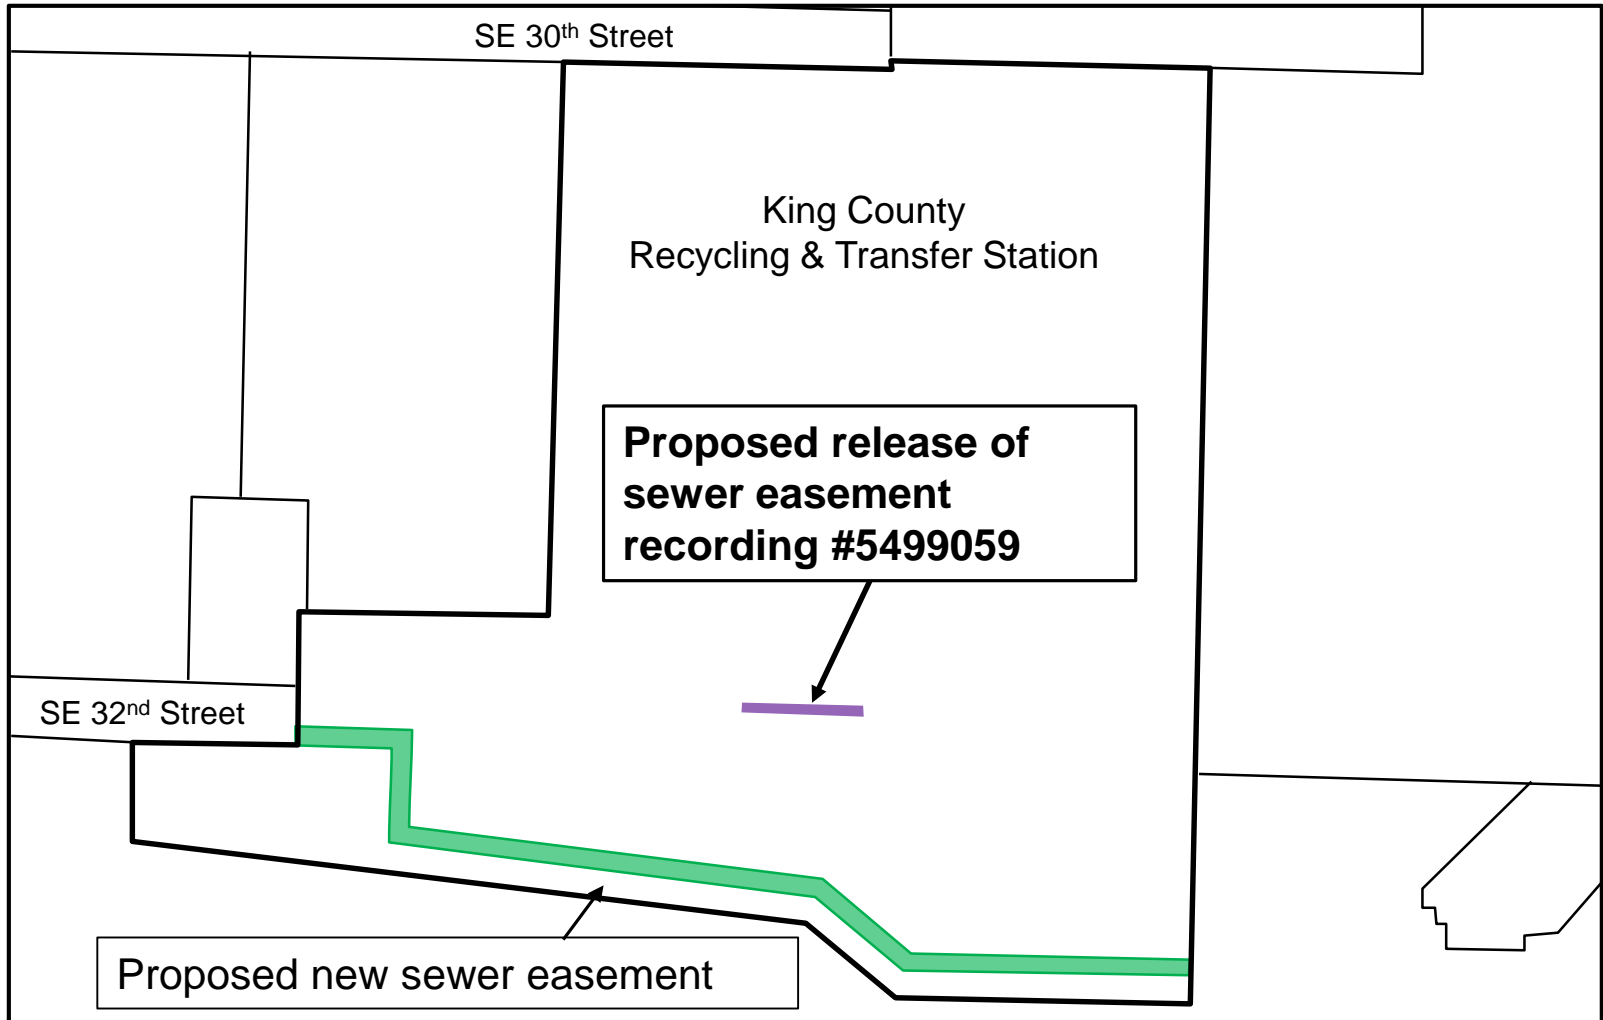 SE 30th Street
King County
Recycling & Transfer Station
Proposed release of
sewer easement
recording #5499059
SE 32nd Street
Proposed new sewer easement